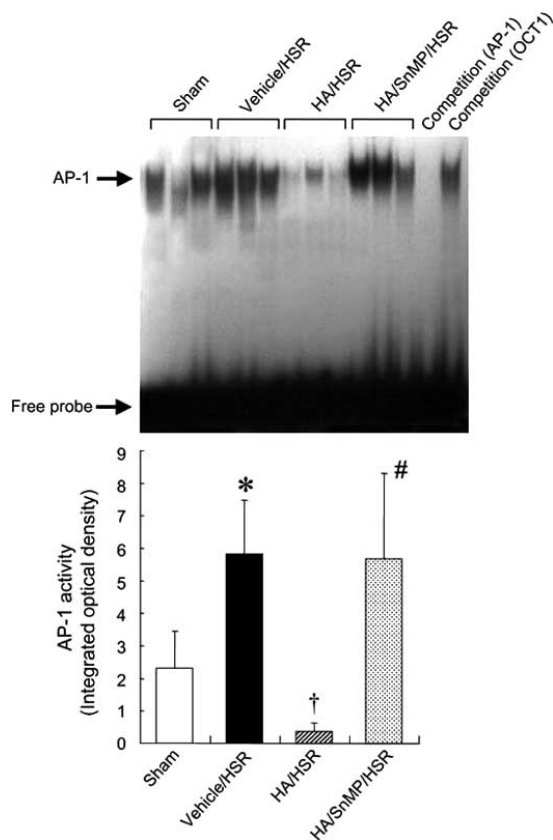 Sham
Vehicle/HSR
HA/HSR
HA/SnMP/HSR
Competition (AP-1)
Competition (OCT1)
AP-1
Free probe
AP-1 activity
(Integrated optical density)
9
8
7
6
5
4
3
2
1
0
*
†
#
Sham
Vehicle/HSR
HA/HSR
HA/SnMP/HSR